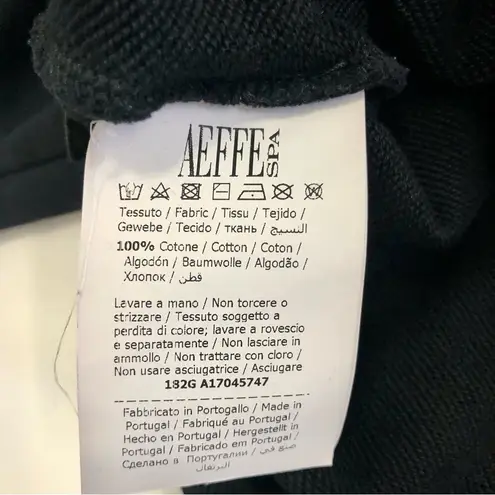 AEFFE SPA
Tessuto / Fabric / Tissu / Tejido /
Gewebe / Tecido / ткань / النسيج
100% Cotone / Cotton / Coton /
Algodón / Baumwolle / Algodão /
Хлопок / قطن
Lavare a mano / Non torcere o
strizzare / Tessuto soggetto a
perdita di colore; lavare a rovescio
e separatamente / Non lasciare in
ammollo / Non trattare con cloro /
Non usare asciugatrice / Asciugare
182G A17045747
Fabbricato in Portogallo / Made in
Portugal / Fabriqué au Portugal /
Hecho en Portugal / Hergestellt in
Portugal / Fabricado em Portugal /
Сделано в Португалии / صنع في
البرتغال